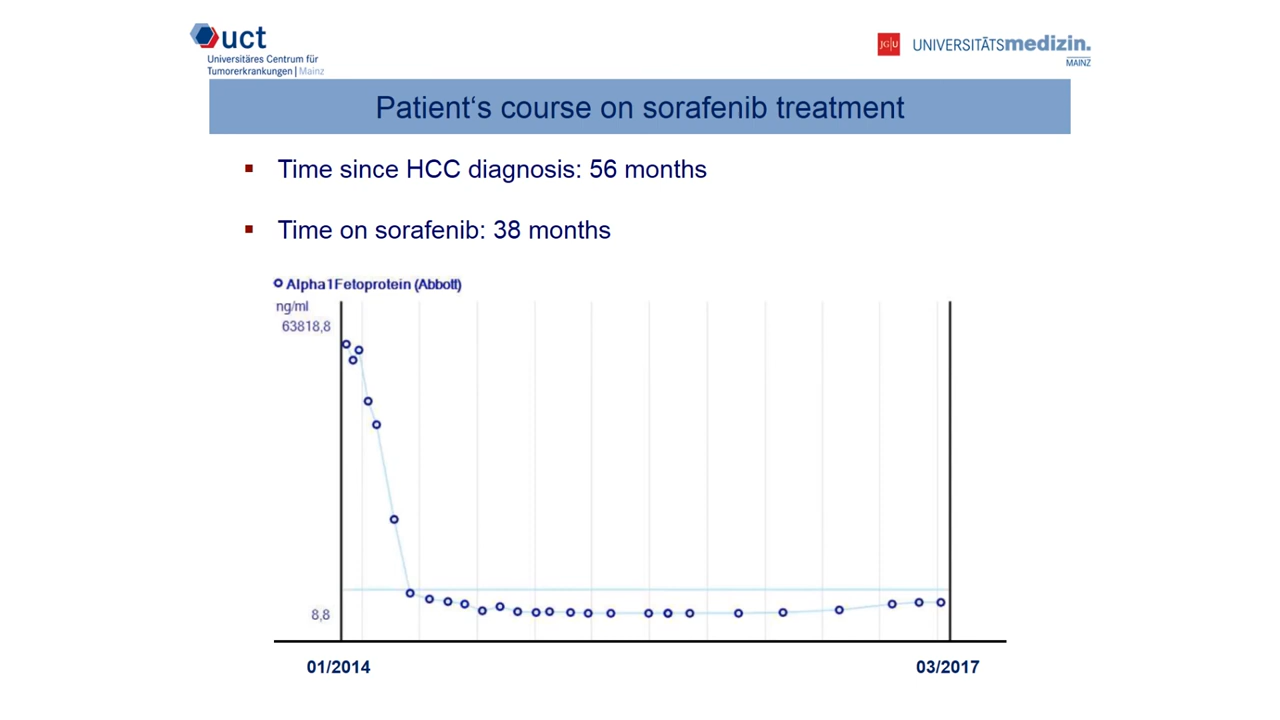 uct
Universitäres Centrum für
Tumorerkrankungen | Mainz
JG|U UNIVERSITÄTSmedizin.
MAINZ
Patient‘s course on sorafenib treatment
Time since HCC diagnosis: 56 months
Time on sorafenib: 38 months
Alpha1Fetoprotein (Abbott)
ng/ml
63818,8
8,8
01/2014
03/2017